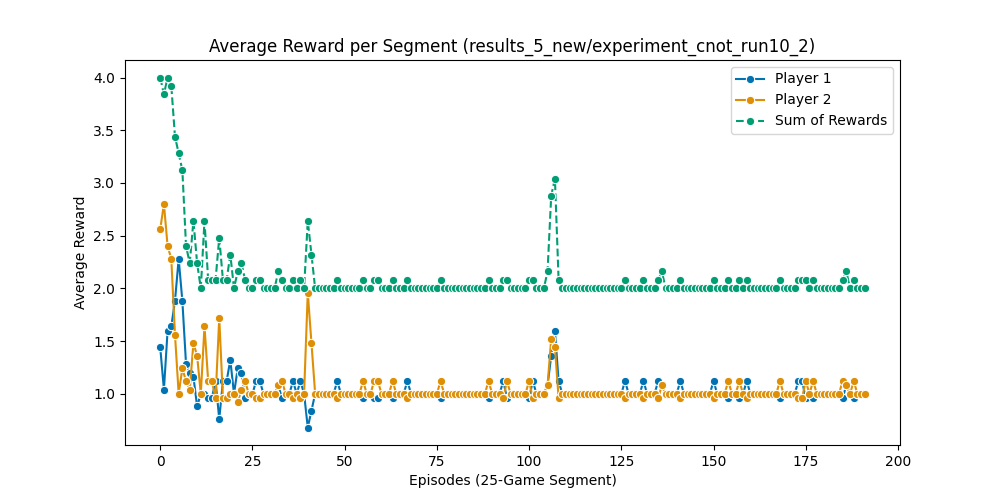 Average Reward per Segment (results_5_new/experiment_cnot_run10_2)
Player 1
Player 2
Sum of Rewards
Average Reward
4.0
3.5
3.0
2.5
2.0
1.5
1.0
0
25
50
75
100
125
150
175
200
Episodes (25-Game Segment)